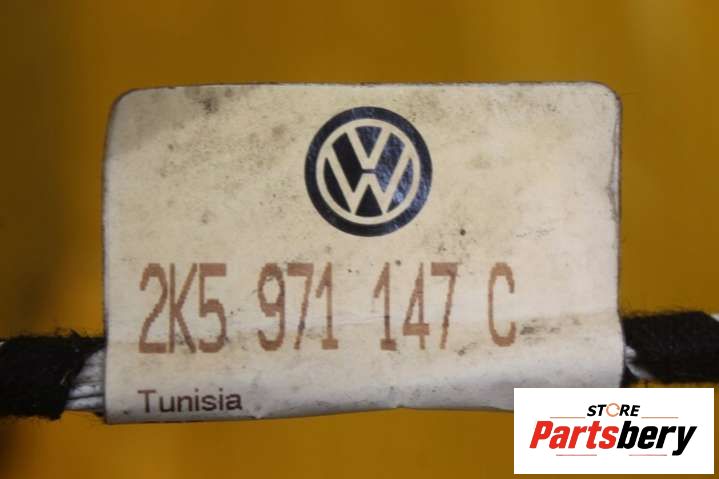 2K5 971 147 C
Tunisia
STORE
Partsbery